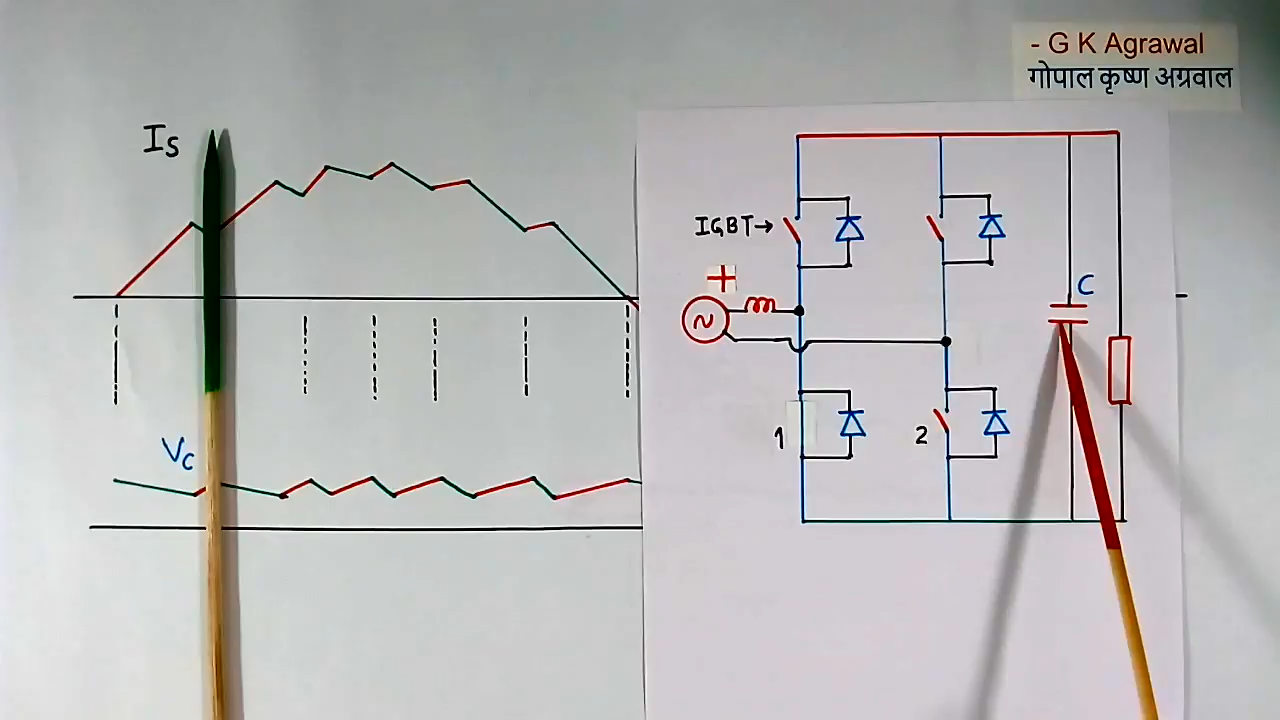 - G K Agrawal
गोपाल कृष्ण अग्रवाल
Is
Vc
IGBT→
+
~
C
1
2